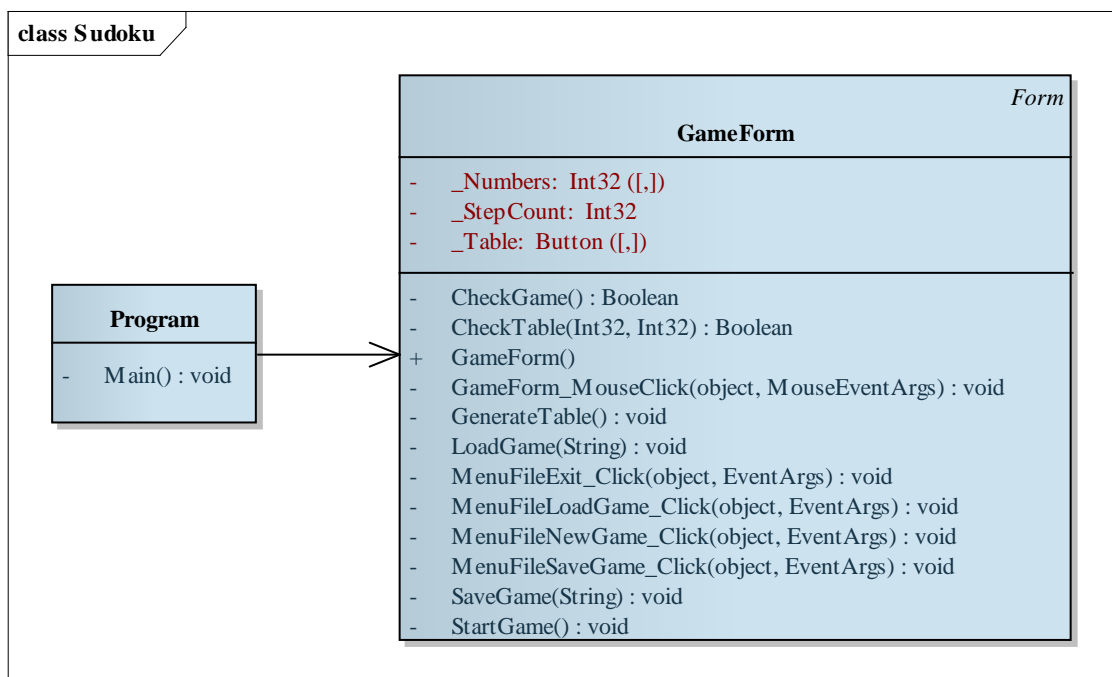 class Sudoku
Form
GameForm
- _Numbers: Int32 ([,])
- _StepCount: Int32
- _Table: Button ([,])
- CheckGame() : Boolean
- CheckTable(Int32, Int32) : Boolean
+ GameForm()
- GameForm_MouseClick(object, MouseEventArgs) : void
- GenerateTable() : void
- LoadGame(String) : void
- MenuFileExit_Click(object, EventArgs) : void
- MenuFileLoadGame_Click(object, EventArgs) : void
- MenuFileNewGame_Click(object, EventArgs) : void
- MenuFileSaveGame_Click(object, EventArgs) : void
- SaveGame(String) : void
- StartGame() : void
Program
- Main() : void